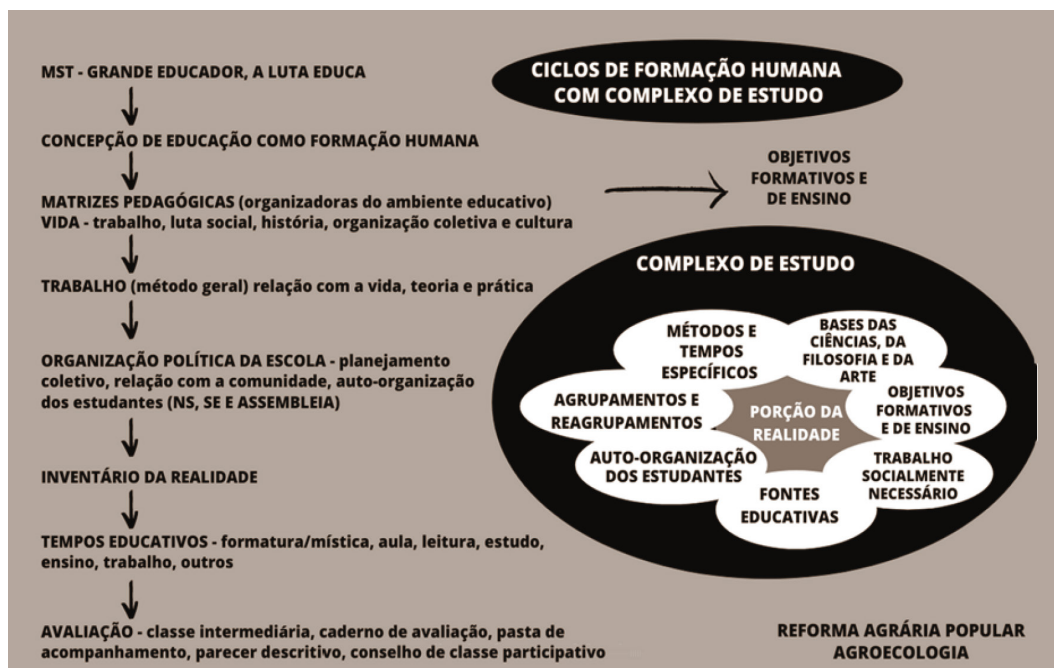 MST - GRANDE EDUCADOR, A LUTA EDUCA
CONCEPÇÃO DE EDUCAÇÃO COMO FORMAÇÃO HUMANA
MATRIZES PEDAGÓGICAS (organizadoras do ambiente educativo)
VIDA - trabalho, luta social, história, organização coletiva e cultura
TRABALHO (método geral) relação com a vida, teoria e prática
ORGANIZAÇÃO POLÍTICA DA ESCOLA - planejamento
coletivo, relação com a comunidade, auto-organização
dos estudantes (NS, SE E ASSEMBLEIA)
INVENTÁRIO DA REALIDADE
TEMPOS EDUCATIVOS - formatura/mística, aula, leitura, estudo,
ensino, trabalho, outros
AVALIAÇÃO - classe intermediária, caderno de avaliação, pasta de
acompanhamento, parecer descritivo, conselho de classe participativo
CICLOS DE FORMAÇÃO HUMANA
COM COMPLEXO DE ESTUDO
OBJETIVOS
FORMATIVOS E
DE ENSINO
COMPLEXO DE ESTUDO
MÉTODOS E
TEMPOS
ESPECÍFICOS
BASES DAS
CIÊNCIAS, DA
FILOSOFIA E DA
ARTE
AGRUPAMENTOS E
REAGRUPAMENTOS
PORÇÃO DA
REALIDADE
OBJETIVOS
FORMATIVOS
E DE ENSINO
AUTO-ORGANIZAÇÃO
DOS ESTUDANTES
TRABALHO
SOCIALMENTE
NECESSÁRIO
FONTES
EDUCATIVAS
REFORMA AGRÁRIA POPULAR
AGROECOLOGIA